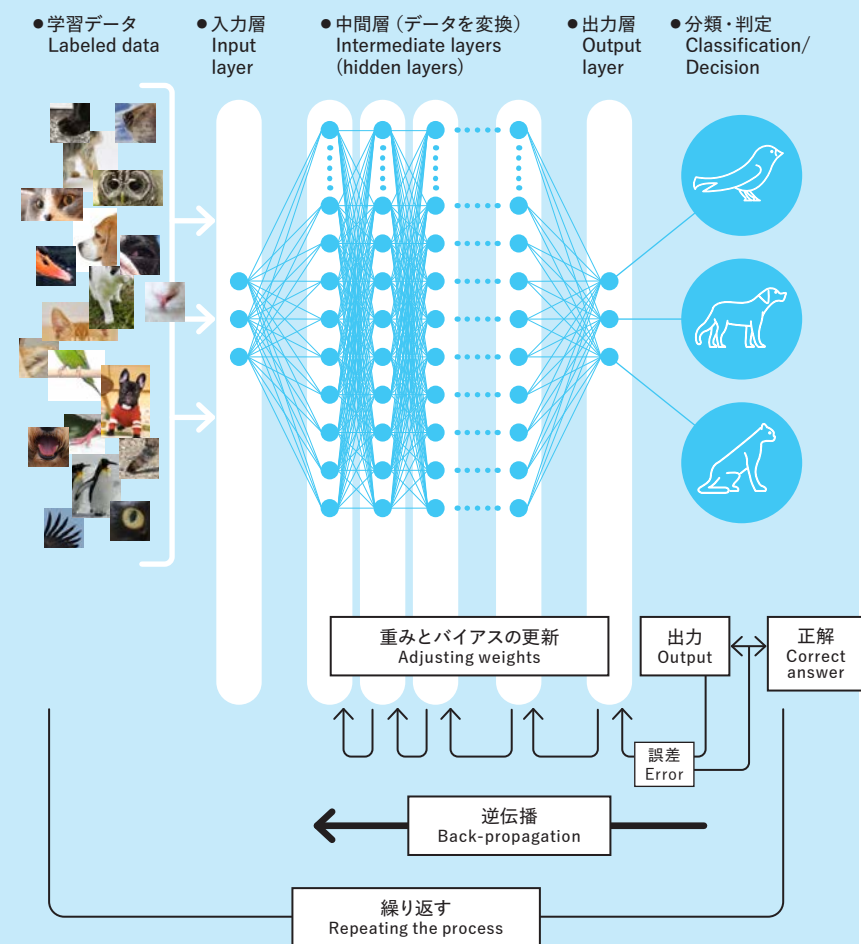 ●学習データ
Labeled data
●入力層
Input
layer
●中間層（データを変換）
Intermediate layers
(hidden layers)
●出力層
Output
layer
●分類・判定
Classification/
Decision
重みとバイアスの更新
Adjusting weights
出力
Output
正解
Correct
answer
誤差
Error
逆伝播
Back-propagation
繰り返す
Repeating the process